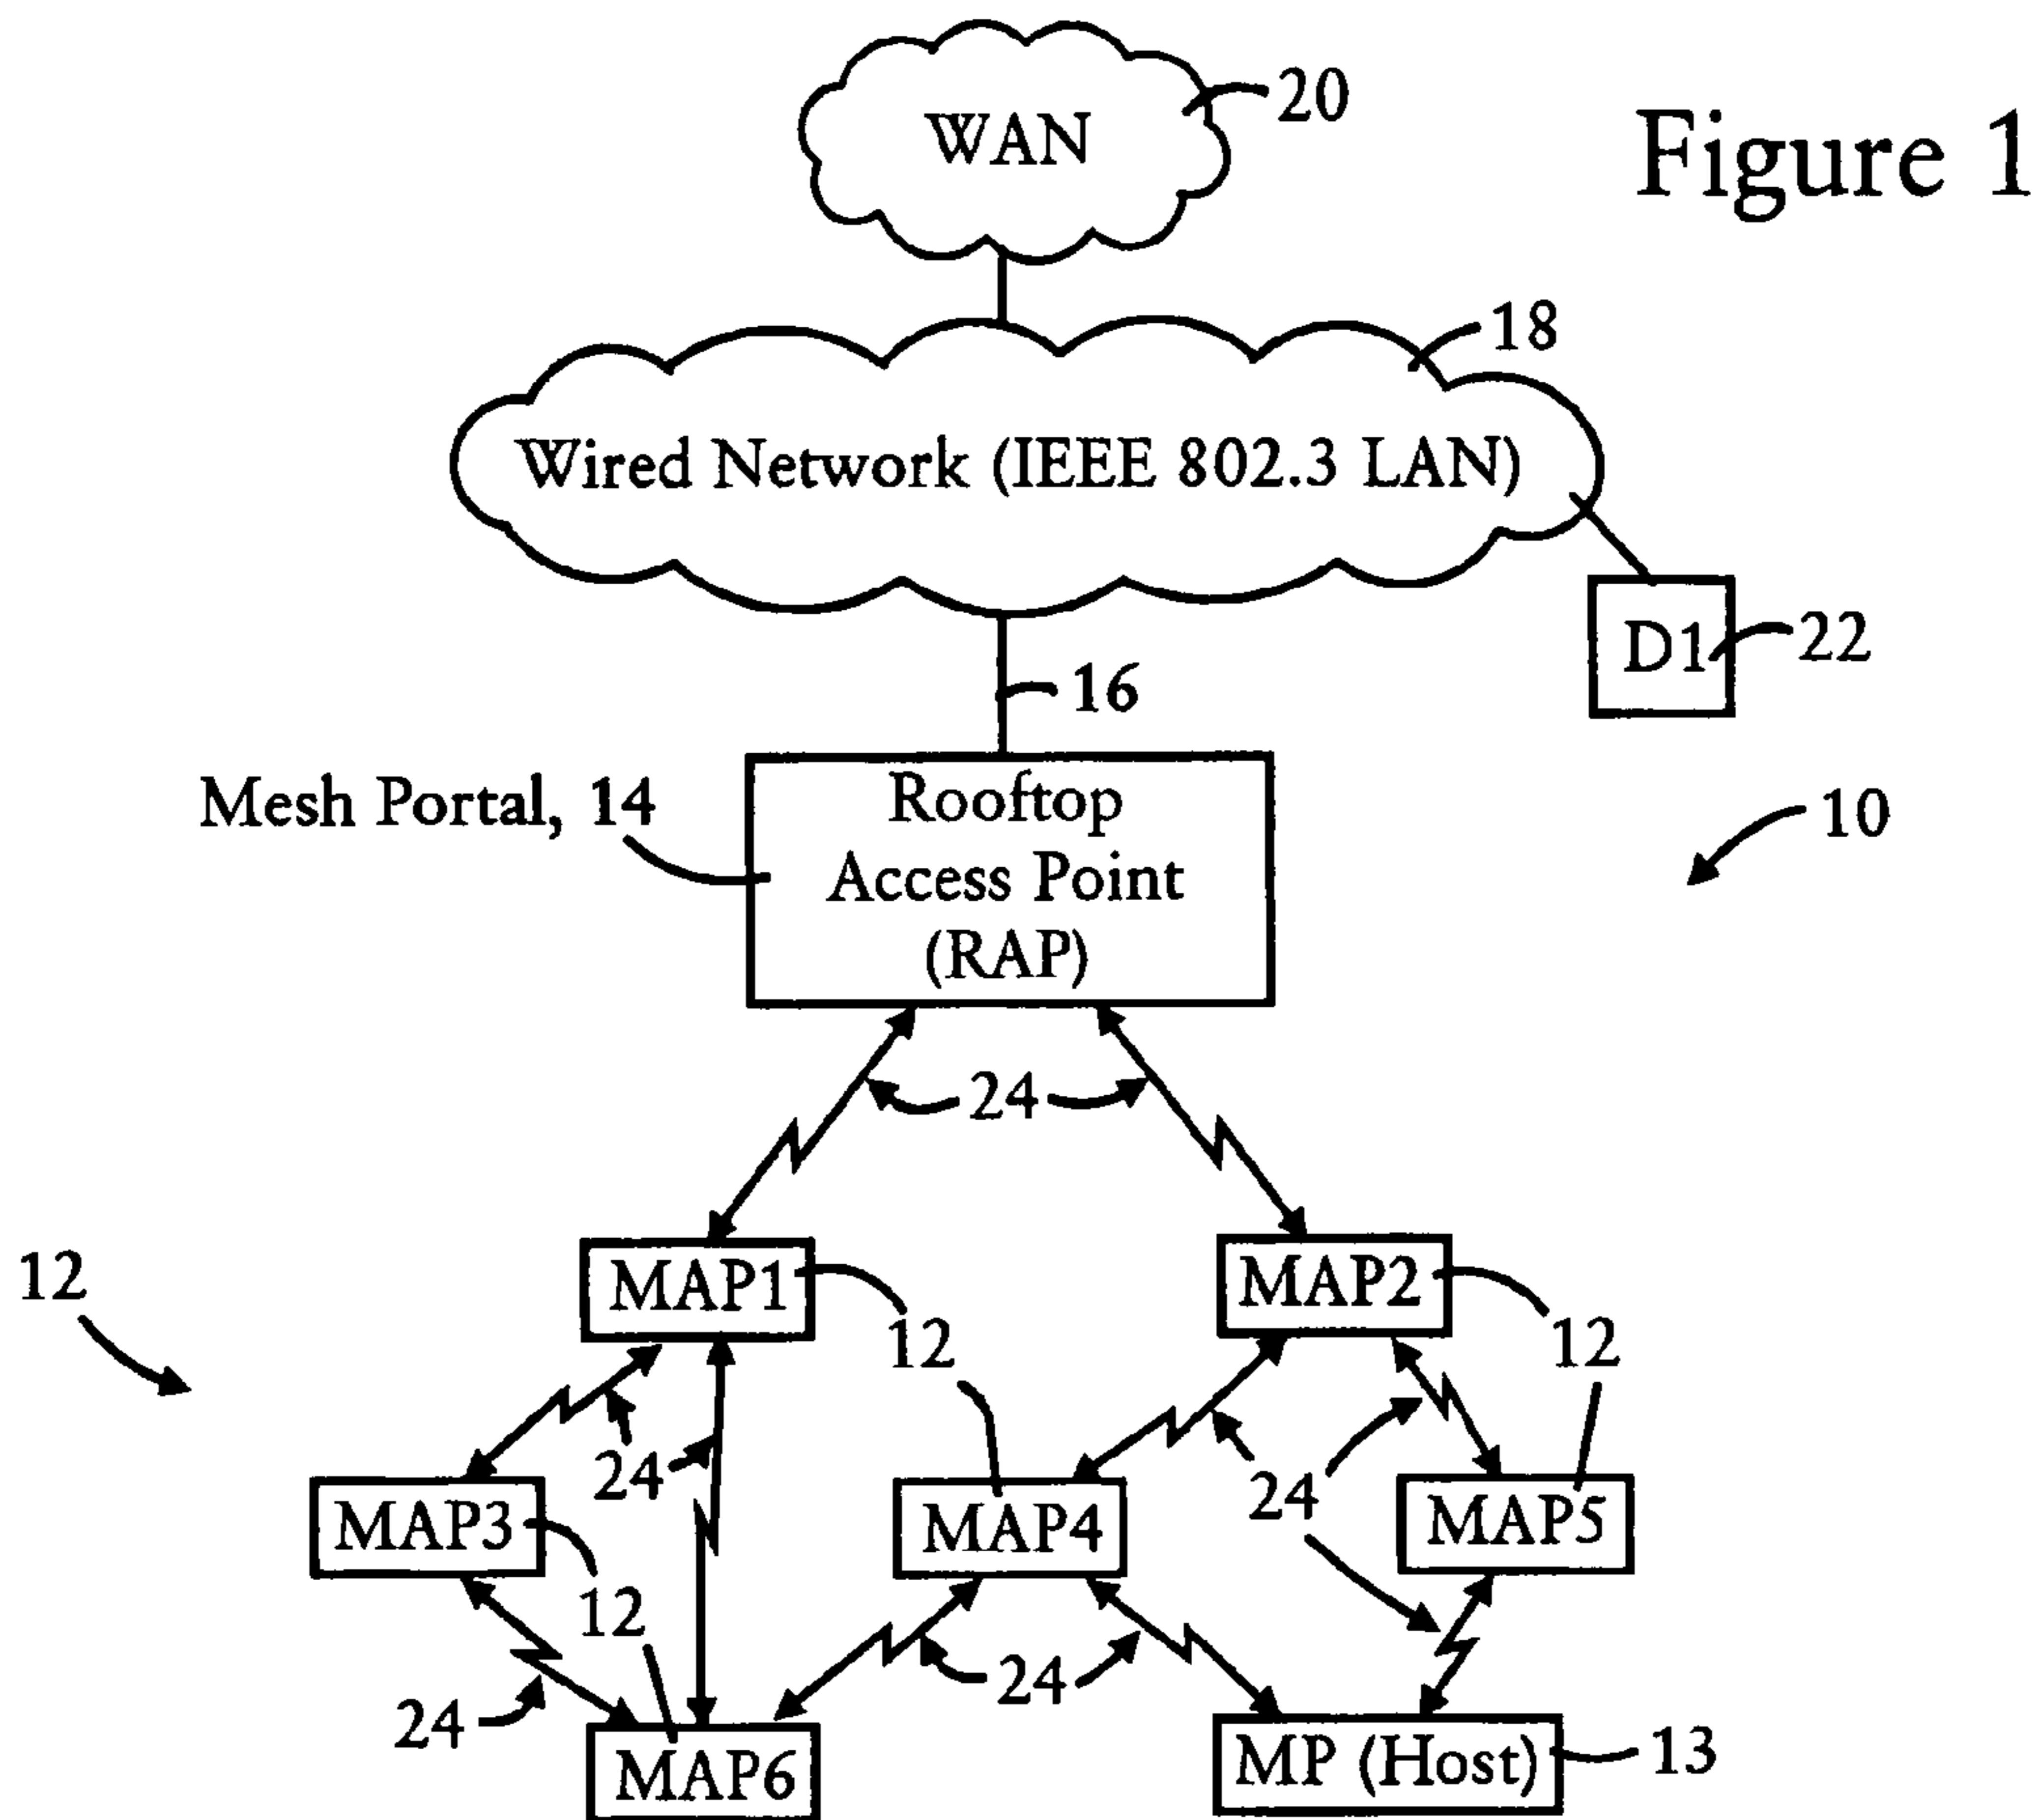 20
WAN
Figure 1
18
Wired Network (IEEE 802.3 LAN)
D1
22
16
Mesh Portal, 14
Rooftop
Access Point
(RAP)
10
24
12
MAP1
MAP2
12
12
24
24
MAP3
MAP4
MAP5
12
24
24
MAP6
MP (Host)
13